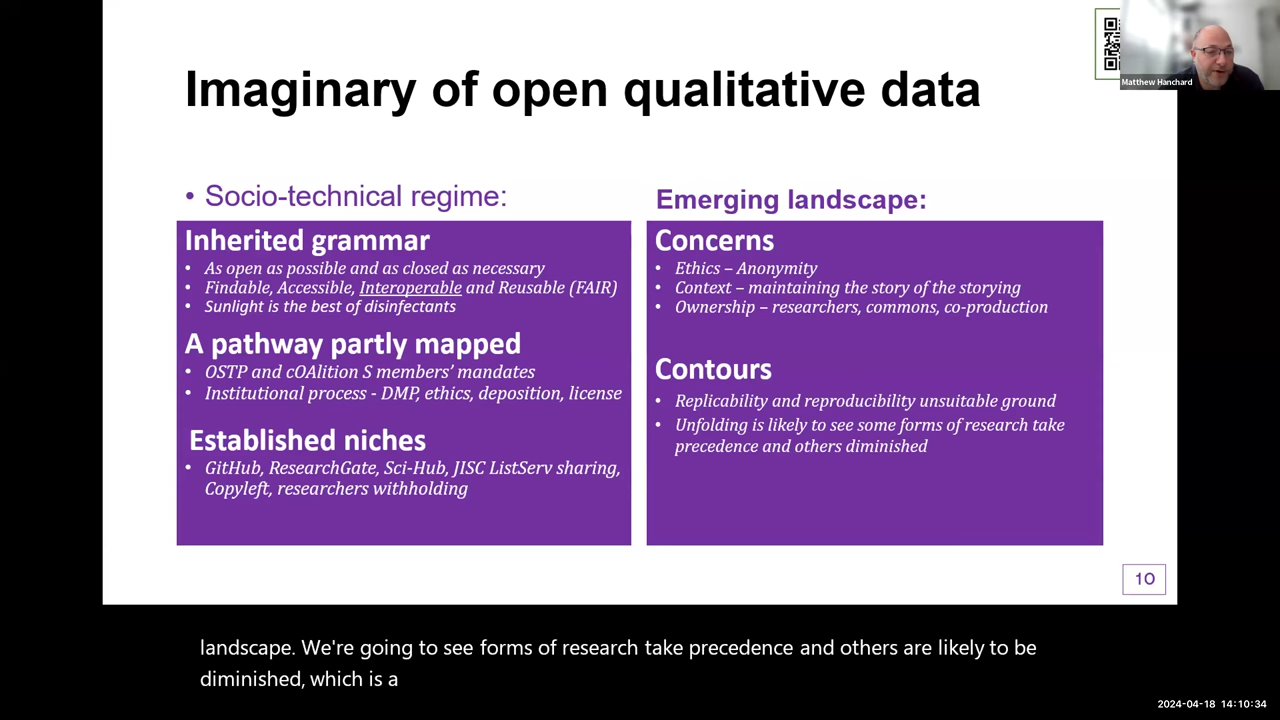 Imaginary of open qualitative data
Matthew Hanchard
• Socio-technical regime:
Inherited grammar
• As open as possible and as closed as necessary
• Findable, Accessible, Interoperable and Reusable (FAIR)
• Sunlight is the best of disinfectants
A pathway partly mapped
• OSTP and cOAlition S members’ mandates
• Institutional process - DMP, ethics, deposition, license
Established niches
• GitHub, ResearchGate, Sci-Hub, JISC ListServ sharing,
Copyleft, researchers withholding
Emerging landscape:
Concerns
• Ethics – Anonymity
• Context – maintaining the story of the storying
• Ownership – researchers, commons, co-production
Contours
• Replicability and reproducibility unsuitable ground
• Unfolding is likely to see some forms of research take
precedence and others diminished
10
landscape. We're going to see forms of research take precedence and others are likely to be
diminished, which is a
2024-04-18 14:10:34